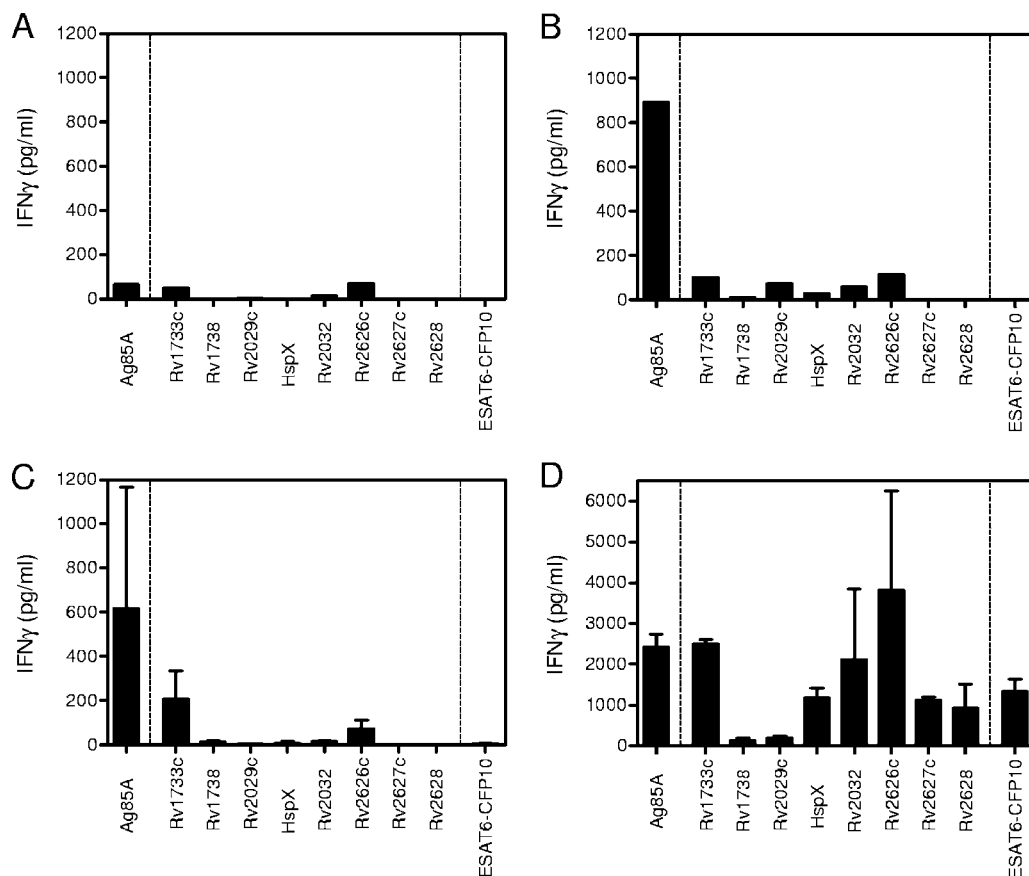 A
IFNγ (pg/ml)
1200
1000
800
600
400
200
0
Ag85A
Rv1733c
Rv1738
Rv2029c
HspX
Rv2032
Rv2626c
Rv2627c
Rv2628
ESAT6-CFP10
B
IFNγ (pg/ml)
1200
1000
800
600
400
200
0
Ag85A
Rv1733c
Rv1738
Rv2029c
HspX
Rv2032
Rv2626c
Rv2627c
Rv2628
ESAT6-CFP10
C
IFNγ (pg/ml)
1200
1000
800
600
400
200
0
Ag85A
Rv1733c
Rv1738
Rv2029c
HspX
Rv2032
Rv2626c
Rv2627c
Rv2628
ESAT6-CFP10
D
IFNγ (pg/ml)
6000
5000
4000
3000
2000
1000
0
Ag85A
Rv1733c
Rv1738
Rv2029c
HspX
Rv2032
Rv2626c
Rv2627c
Rv2628
ESAT6-CFP10